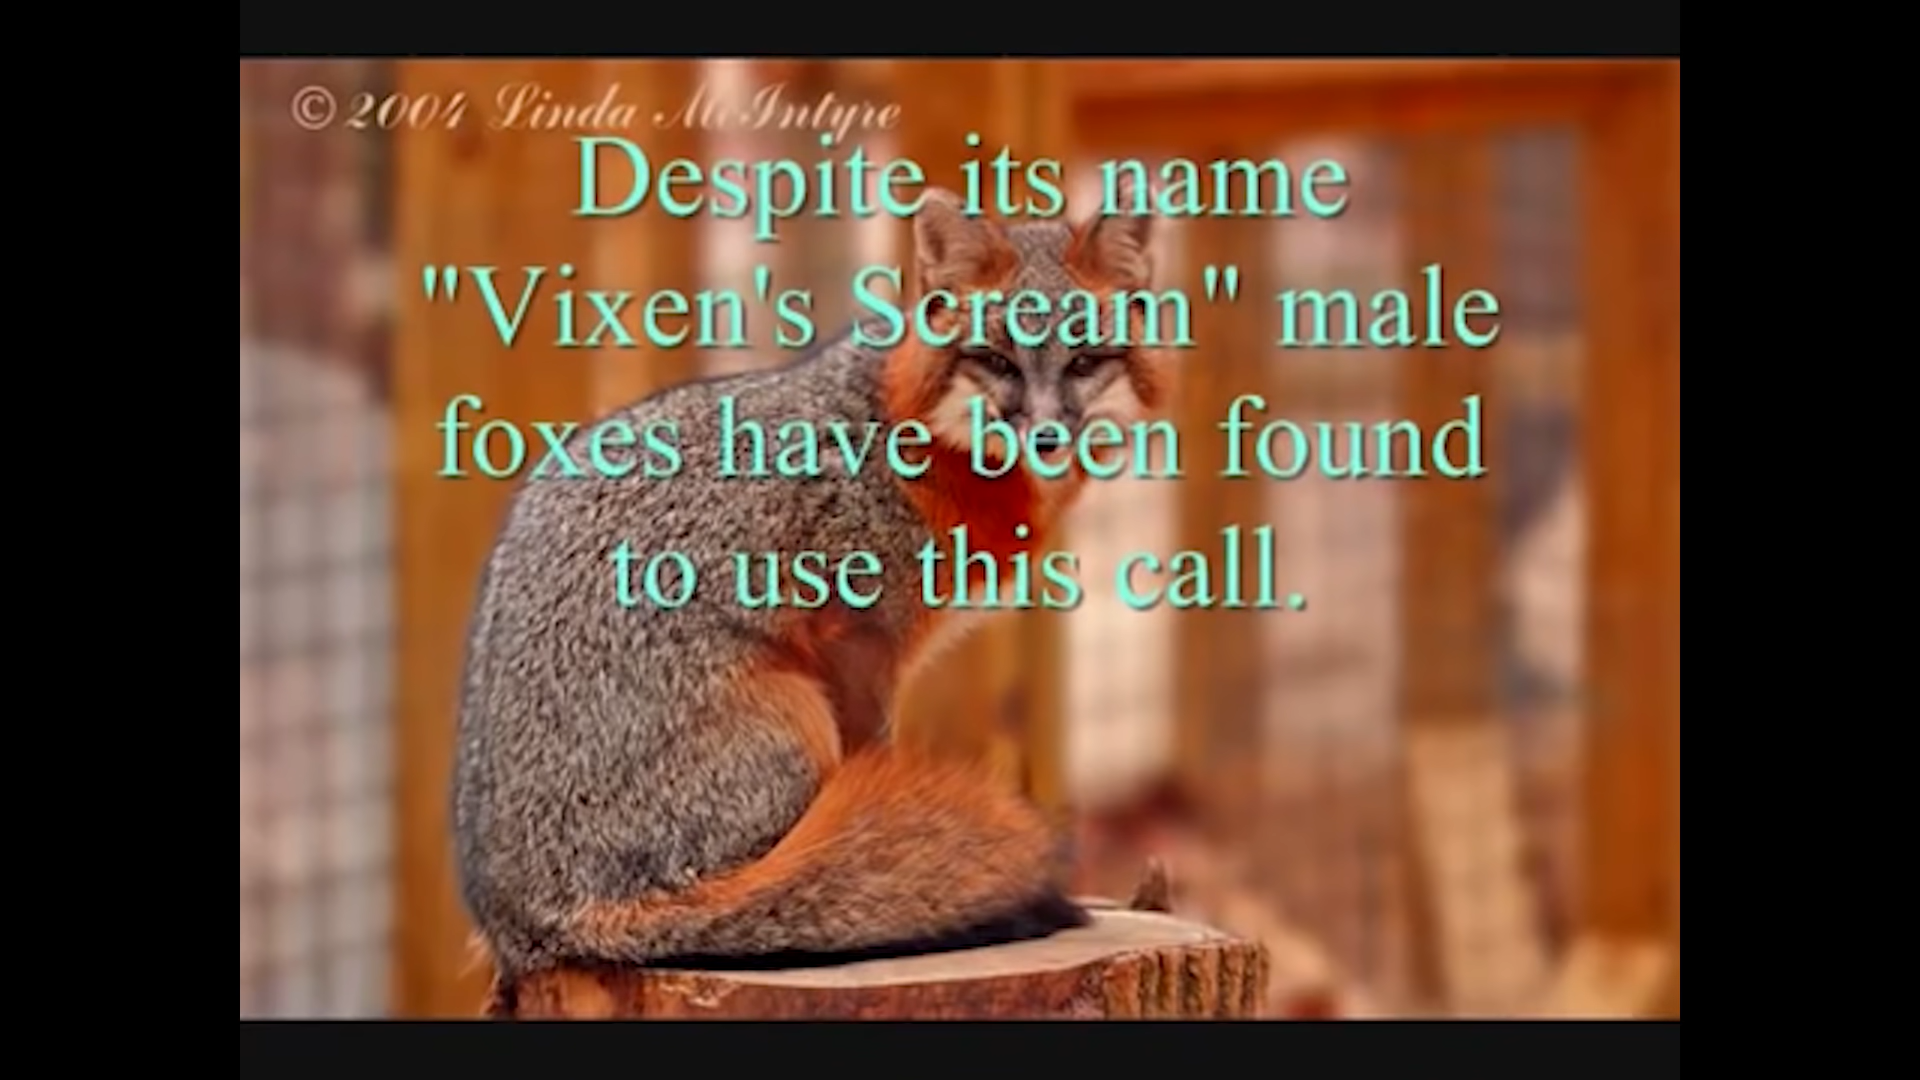 © 2004 Linda McIntyre
Despite its name
"Vixen's Scream" male
foxes have been found
to use this call.